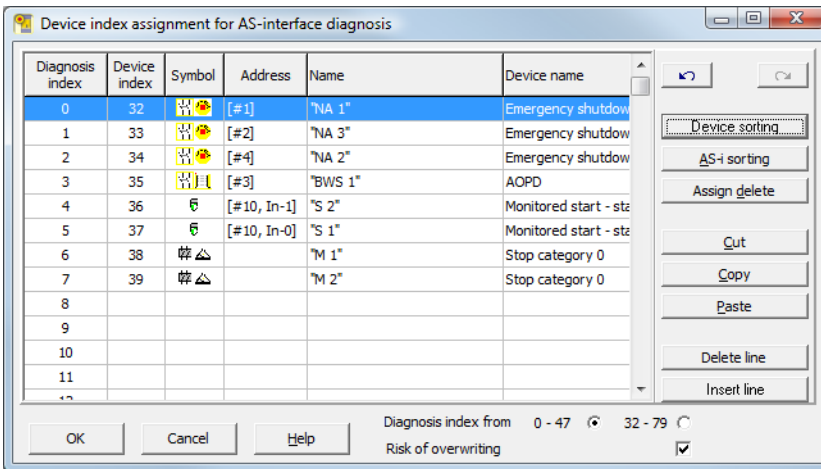 Device index assignment for AS-interface diagnosis
Diagnosis index Device index Symbol Address Name Device name
0 32 [#1] "NA 1" Emergency shutdow
1 33 [#2] "NA 3" Emergency shutdow
2 34 [#4] "NA 2" Emergency shutdow
3 35 [#3] "BWS 1" AOPD
4 36 [#10, In-1] "S 2" Monitored start - sta
5 37 [#10, In-0] "S 1" Monitored start - sta
6 38 "M 1" Stop category 0
7 39 "M 2" Stop category 0
8
9
10
11
Device sorting
AS-i sorting
Assign delete
Cut
Copy
Paste
Delete line
Insert line
Diagnosis index from 0 - 47 32 - 79
Risk of overwriting
OK Cancel Help